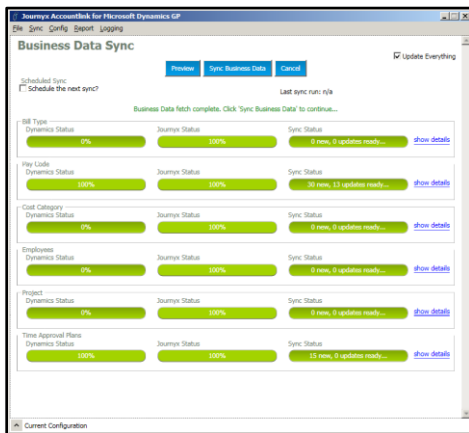 Journyx Accountlink for Microsoft Dynamics GP
File Sync Config Report Logging
Business Data Sync
Update Everything
Preview Sync Business Data Cancel
Scheduled Sync
Schedule the next sync?
Last sync run: n/a
Business Data fetch complete. Click 'Sync Business Data' to continue...
Bill Type
Dynamics Status Journyx Status Sync Status
0% 100% 0 new, 0 updates ready... show details
Pay Code
Dynamics Status Journyx Status Sync Status
100% 100% 30 new, 13 updates ready... show details
Cost Category
Dynamics Status Journyx Status Sync Status
0% 100% 0 new, 0 updates ready... show details
Employees
Dynamics Status Journyx Status Sync Status
0% 100% 0 new, 0 updates ready... show details
Project
Dynamics Status Journyx Status Sync Status
0% 100% 0 new, 0 updates ready... show details
Time Approval Plans
Dynamics Status Journyx Status Sync Status
100% 100% 15 new, 0 updates ready... show details
Current Configuration